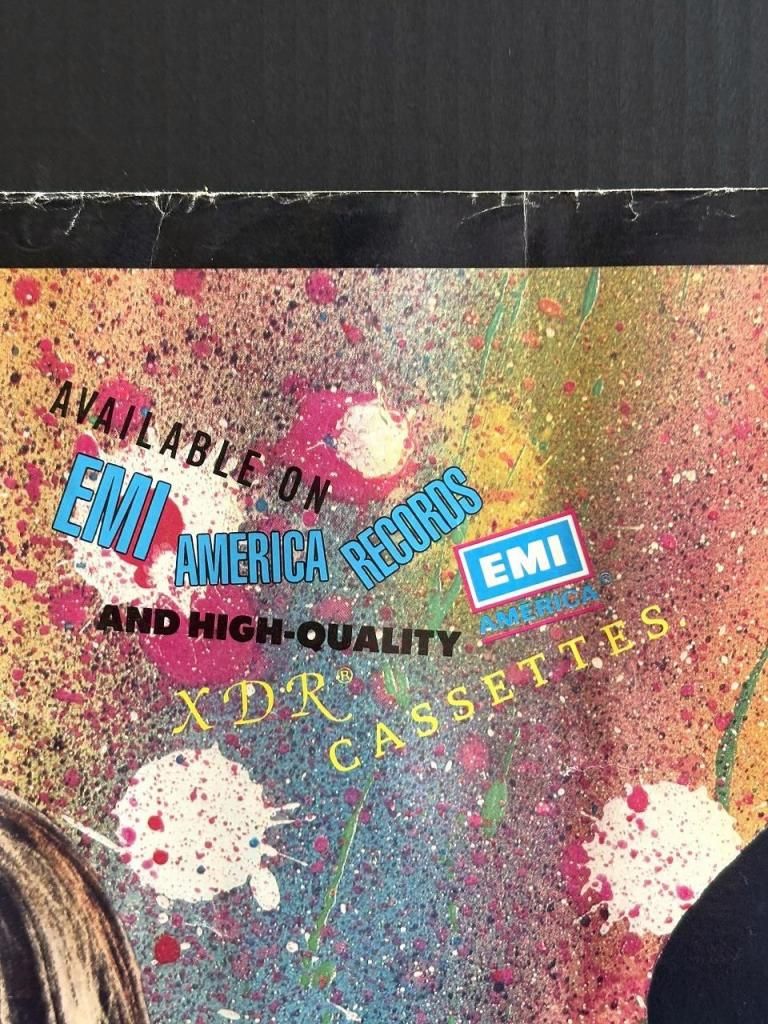 AVAILABLE ON
EMI AMERICA RECORDS
EMI
AMERICA®
AND HIGH-QUALITY
XDR®
CASSETTES.